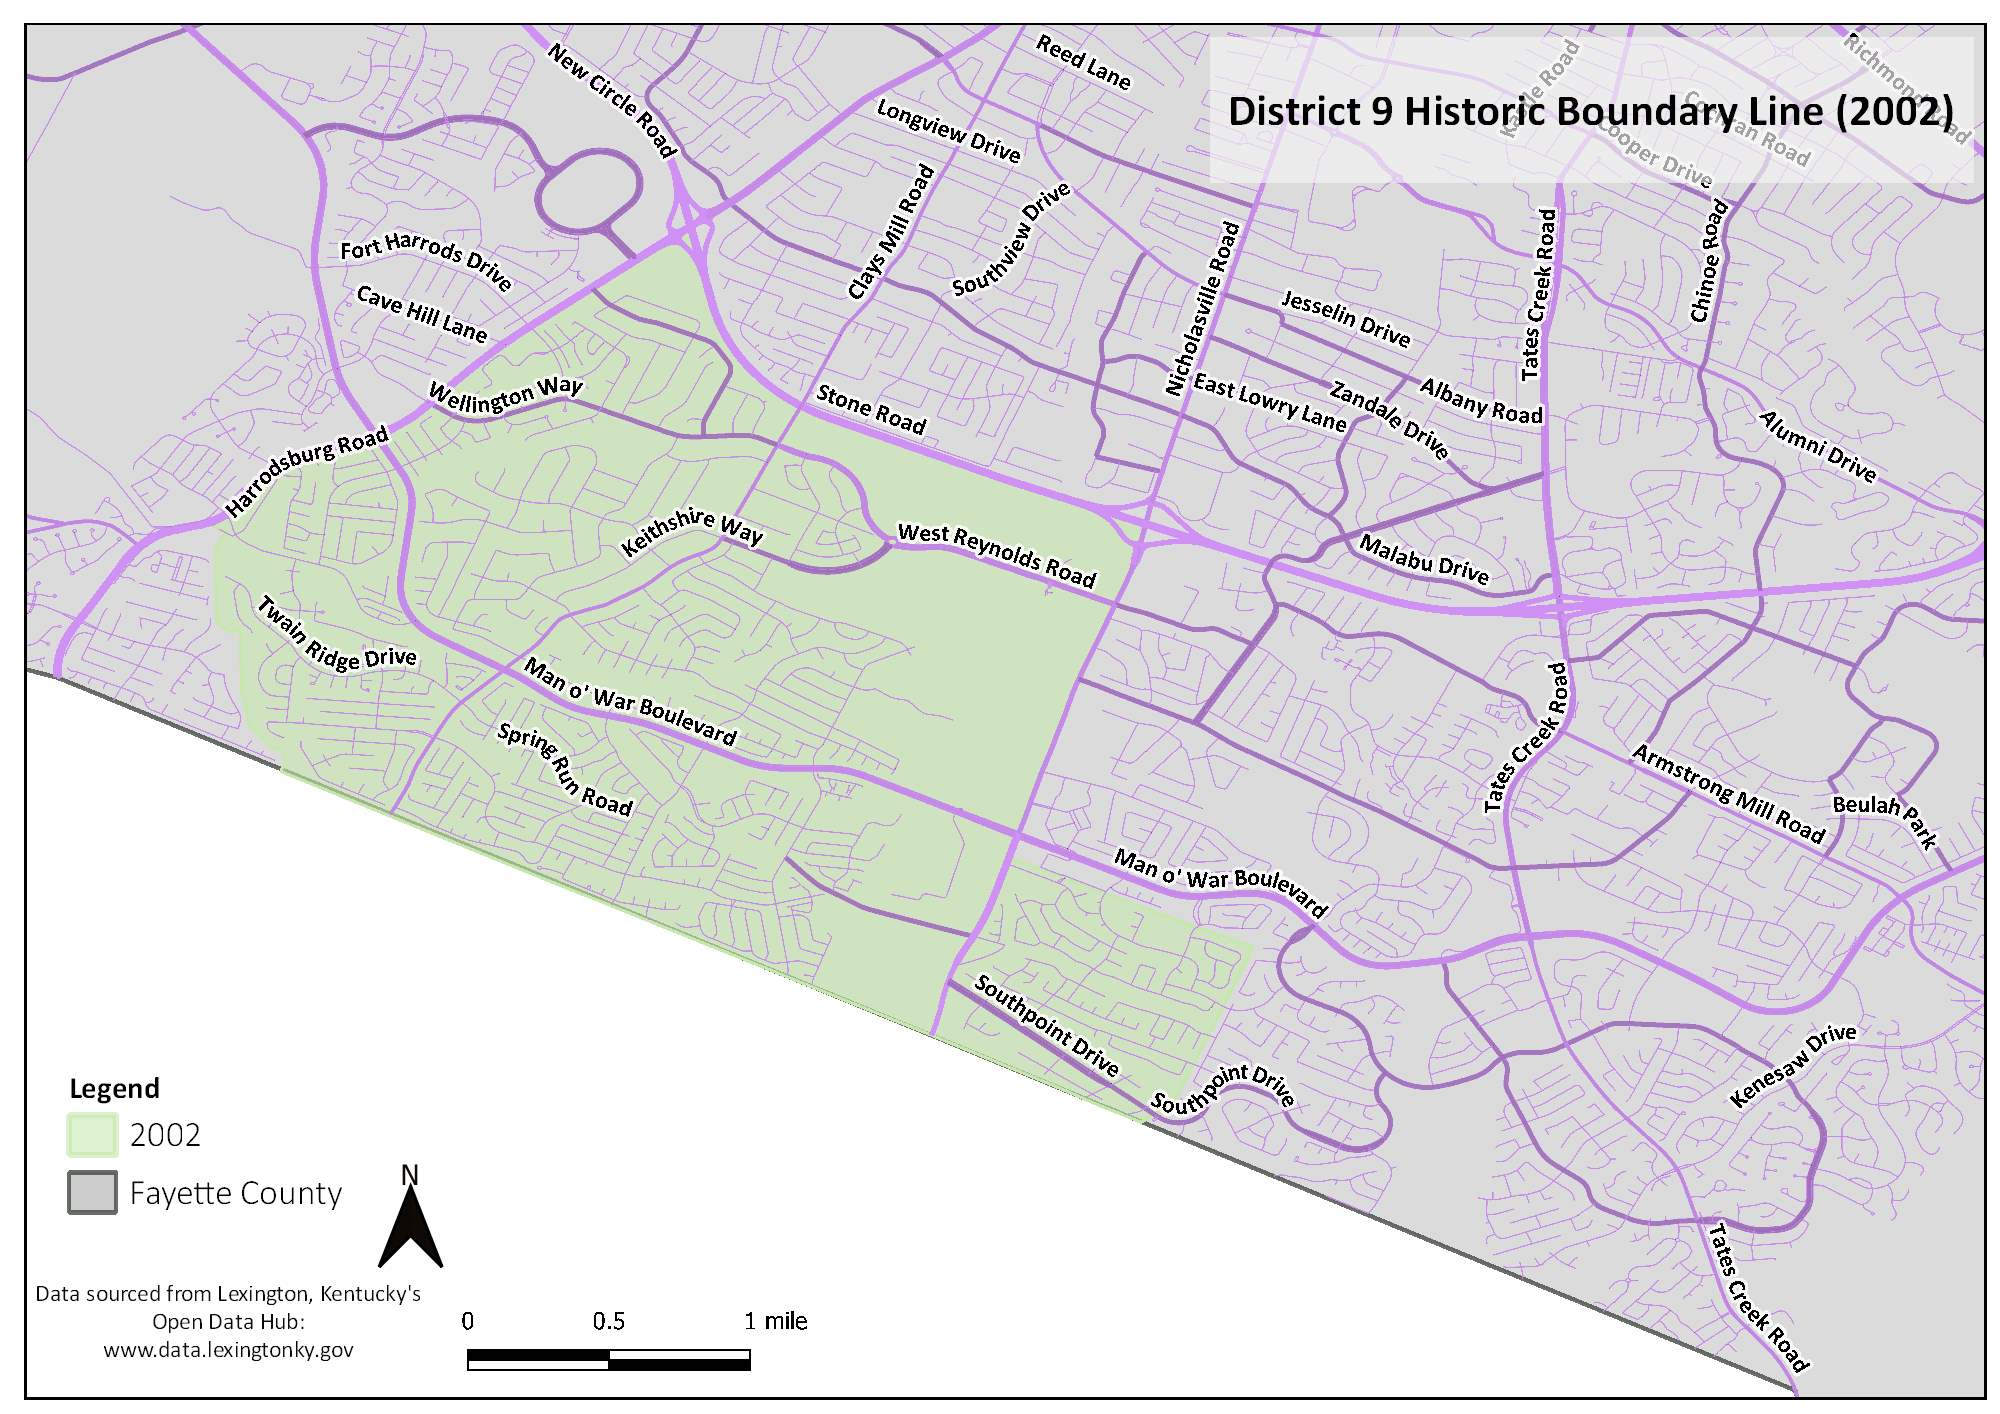 District 9 Historic Boundary Line (2002)
New Circle Road
Reed Lane
Longview Drive
Clays Mill Road
Southview Drive
Nicholasville Road
Tates Creek Road
Chinoe Road
Cooper Drive
Cochran Road
Richmond Road
Fort Harrods Drive
Cave Hill Lane
Wellington Way
Harrodsburg Road
Stone Road
Jesselin Drive
Albany Road
East Lowry Lane
Zandale Drive
Alumni Drive
Keithshire Way
West Reynolds Road
Malabu Drive
Twain Ridge Drive
Man o' War Boulevard
Spring Run Road
Tates Creek Road
Armstrong Mill Road
Beulah Park
Man o' War Boulevard
Southpoint Drive
Southpoint Drive
Kenesaw Drive
Tates Creek Road
Legend
2002
Fayette County
N
Data sourced from Lexington, Kentucky's
Open Data Hub:
www.data.lexingtonky.gov
0 0.5 1 mile